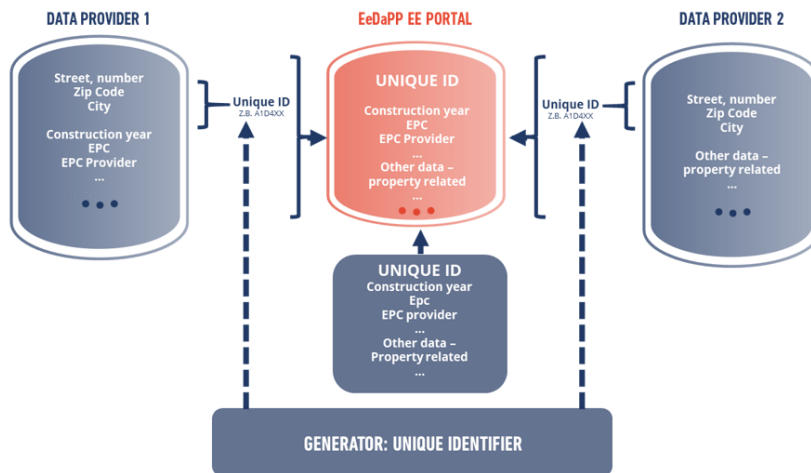 DATA PROVIDER 1
Street, number
Zip Code
City
Construction year
EPC
EPC Provider
...
Unique ID
Z.B. A1D4XX
EeDaPP EE PORTAL
UNIQUE ID
Construction year
EPC
EPC Provider
...
Other data –
property related
...
DATA PROVIDER 2
Unique ID
Z.B. A1D4XX
Street, number
Zip Code
City
Other data –
property related
...
UNIQUE ID
Construction year
Epc
EPC provider
...
Other data –
Property related
...
GENERATOR: UNIQUE IDENTIFIER